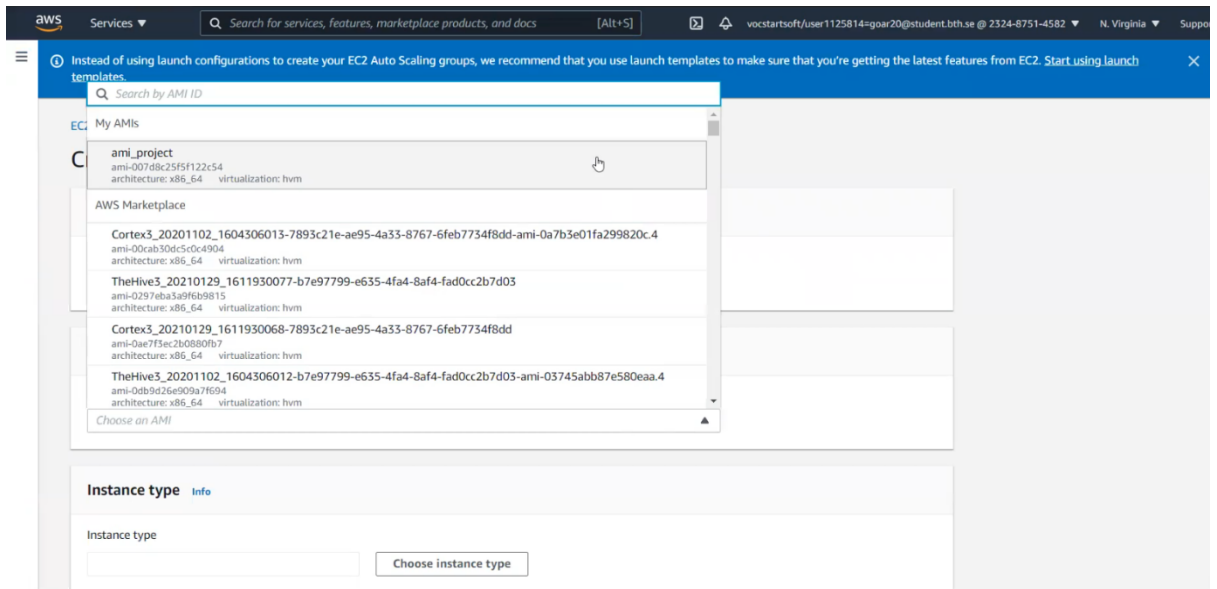 aws Services ▼ Search for services, features, marketplace products, and docs [Alt+S] vocstartsoft/user1125814=goar20@student.bth.se @ 2324-8751-4582 ▼ N. Virginia ▼ Suppo
Instead of using launch configurations to create your EC2 Auto Scaling groups, we recommend that you use launch templates to make sure that you're getting the latest features from EC2. Start using launch
templates.
Search by AMI ID
EC2 My AMIs
C
ami_project
ami-007d8c25f5f122c54
architecture: x86_64 virtualization: hvm
AWS Marketplace
Cortex3_20201102_1604306013-7893c21e-ae95-4a33-8767-6feb7734f8dd-ami-0a7b3e01fa299820c.4
ami-00cab30dc5c0c4904
architecture: x86_64 virtualization: hvm
TheHive3_20210129_1611930077-b7e97799-e635-4fa4-8af4-fad0cc2b7d03
ami-0297eba3a9f6b9815
architecture: x86_64 virtualization: hvm
Cortex3_20210129_1611930068-7893c21e-ae95-4a33-8767-6feb7734f8dd
ami-0ae7f3ec2b0880fb7
architecture: x86_64 virtualization: hvm
TheHive3_20201102_1604306012-b7e97799-e635-4fa4-8af4-fad0cc2b7d03-ami-03745abb87e580eaa.4
ami-0db9d26e909a7f694
architecture: x86_64 virtualization: hvm
Choose an AMI
Instance type Info
Instance type
Choose instance type